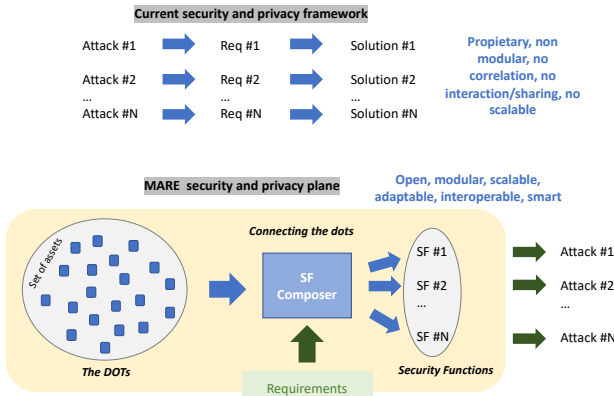 Current security and privacy framework
Attack #1 Req #1 Solution #1
Attack #2 Req #2 Solution #2
… … …
Attack #N Req #N Solution #N
Propietary, non
modular, no
correlation, no
interaction/sharing, no
scalable
MARE security and privacy plane
Open, modular, scalable,
adaptable, interoperable, smart
Set of assets
The DOTs
Connecting the dots
SF
Composer
Requirements
SF #1
SF #2
…
SF #N
Security Functions
Attack #1
Attack #2
…
Attack #N